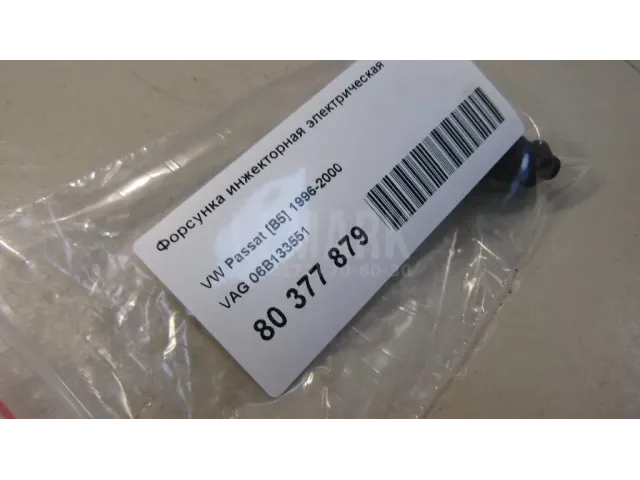 Форсунка инжекторная электрическая
VW Passat [B5] 1996-2000
VAG 06B133551
80 377 879